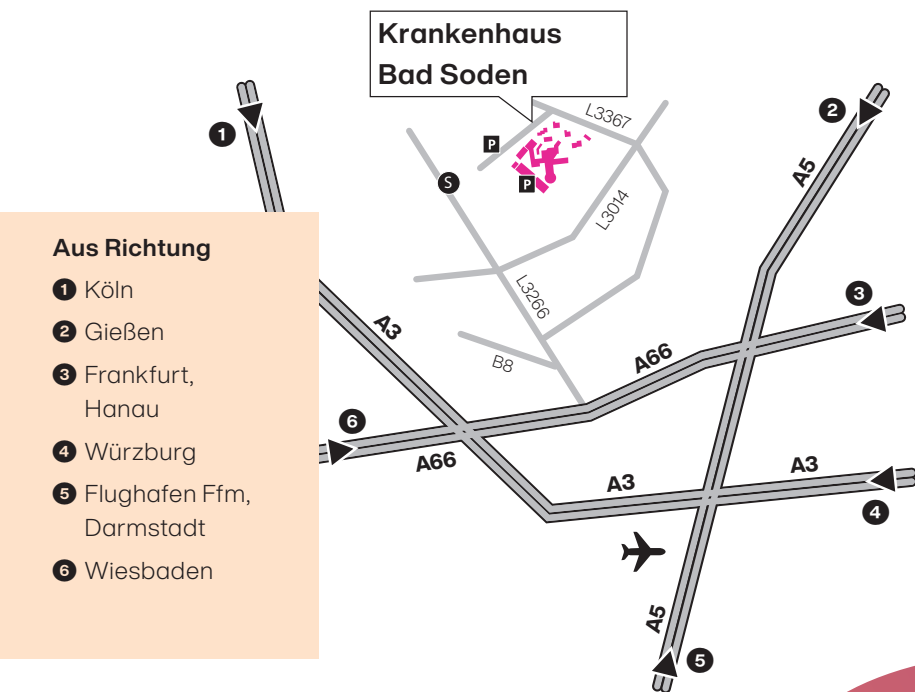 Krankenhaus
Bad Soden
L3367
1
2
P
A5
S
P
L3014
Aus Richtung
1 Köln
2 Gießen
3 Frankfurt,
Hanau
4 Würzburg
5 Flughafen Ffm,
Darmstadt
6 Wiesbaden
L3266
3
A3
A66
B8
6
A66
A3
A3
4
A5
5